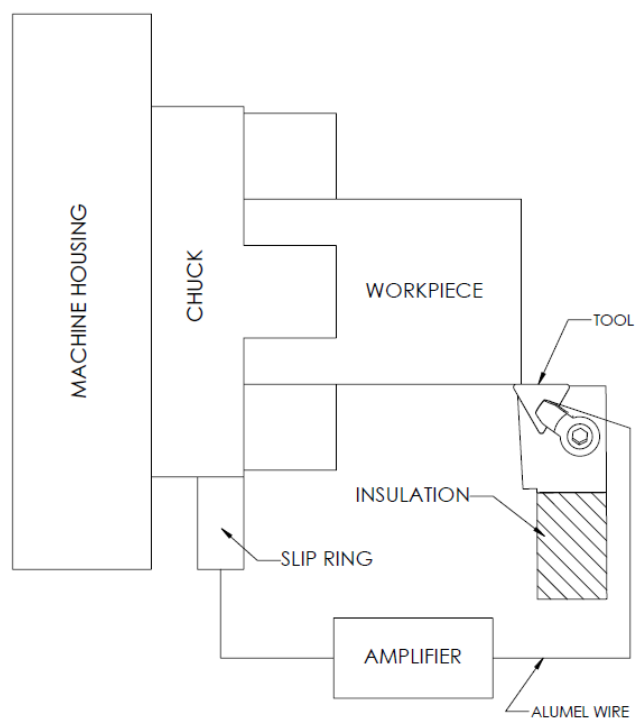 MACHINE HOUSING
CHUCK
WORKPIECE
TOOL
INSULATION
SLIP RING
AMPLIFIER
ALUMEL WIRE